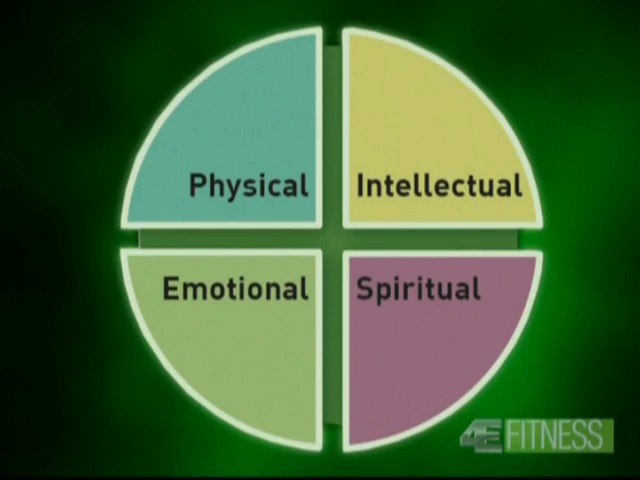 Physical
Intellectual
Emotional
Spiritual
4E FITNESS